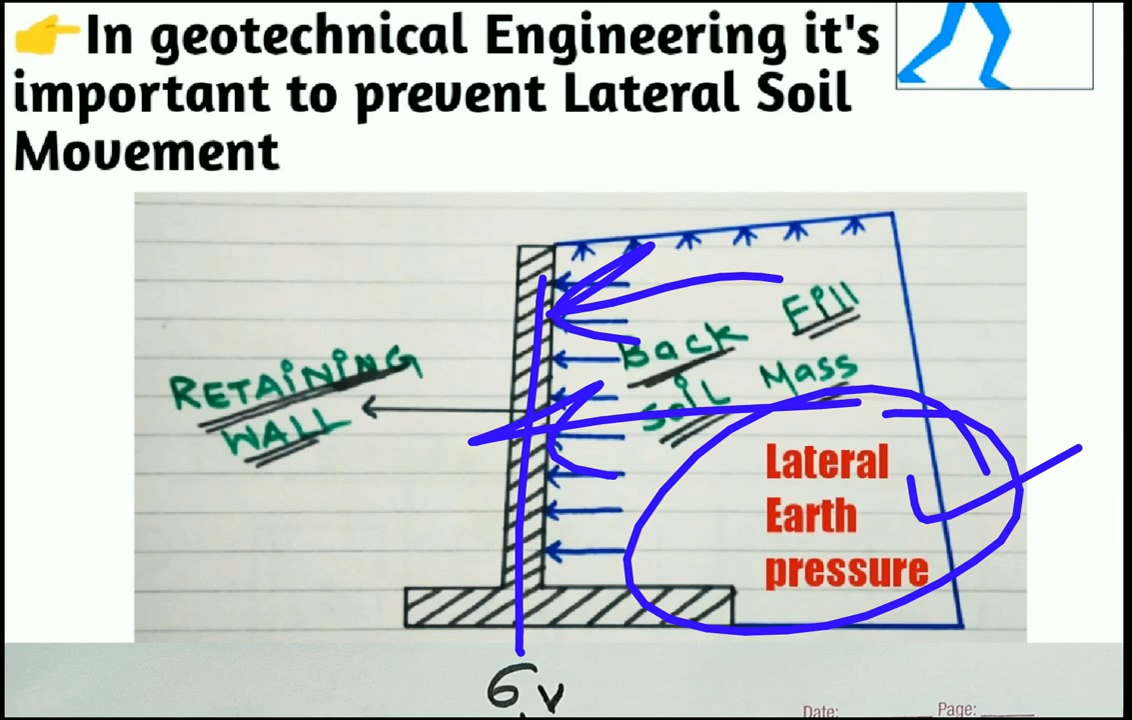 👉In geotechnical Engineering it's
important to prevent Lateral Soil
Movement
RETAINING
WALL
Back Fill
Soil Mass
Lateral
Earth
pressure
6v
Date: Page: